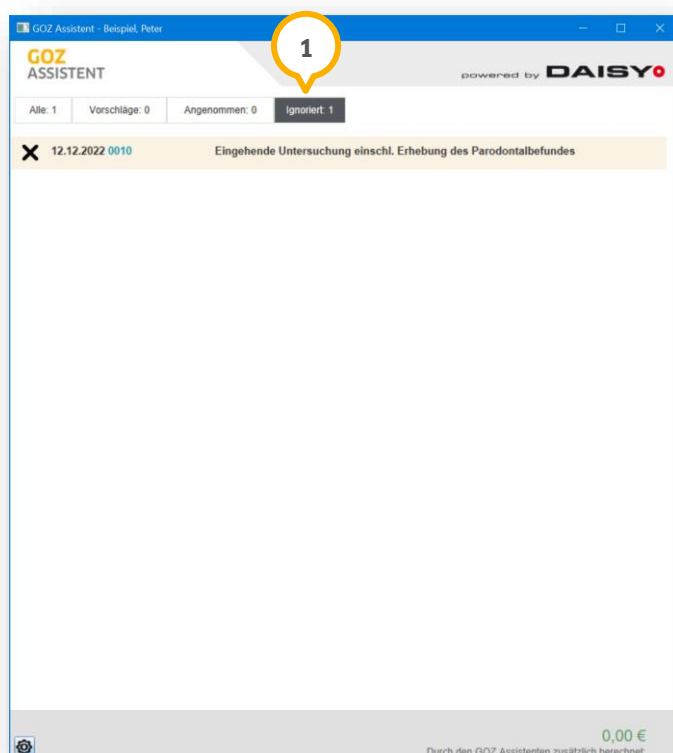 GOZ Assistent - Beispiel, Peter
1
GOZ
ASSISTENT
powered by DAISY
Alle: 1 Vorschläge: 0 Angenommen: 0 Ignoriert: 1
12.12.2022 0010 Eingehende Untersuchung einschl. Erhebung des Parodontalbefundes
0,00 €
Durch den GOZ Assistenten zusätzlich berechnet: